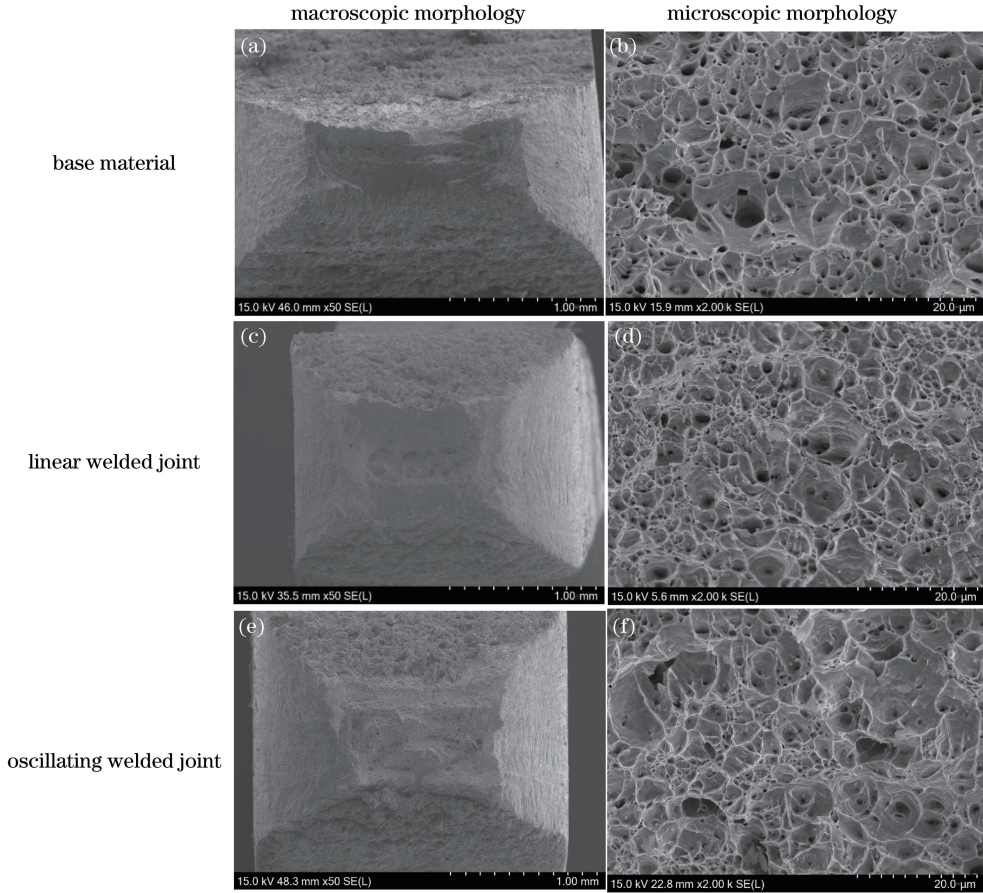 macroscopic morphology
microscopic morphology
base material
(a)
15.0 kV 46.0 mm x50 SE(L)
1.00 mm
(b)
15.0 kV 15.9 mm x2.00 k SE(L)
20.0 µm
linear welded joint
(c)
15.0 kV 35.5 mm x50 SE(L)
1.00 mm
(d)
15.0 kV 5.6 mm x2.00 k SE(L)
20.0 µm
oscillating welded joint
(e)
15.0 kV 48.3 mm x50 SE(L)
1.00 mm
(f)
15.0 kV 22.8 mm x2.00 k SE(L)
20.0 µm